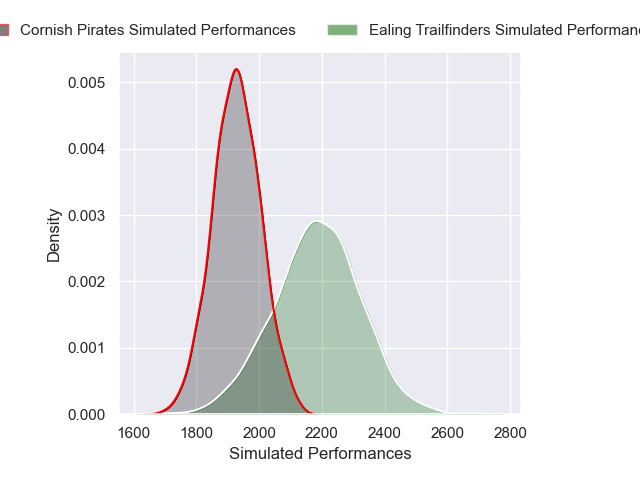 Cornish Pirates Simulated Performances
Ealing Trailfinders Simulated
0.005
0.004
0.003
0.002
0.001
0.000
Density
1600 1800 2000 2200 2400 2600 2800
Simulated Performances